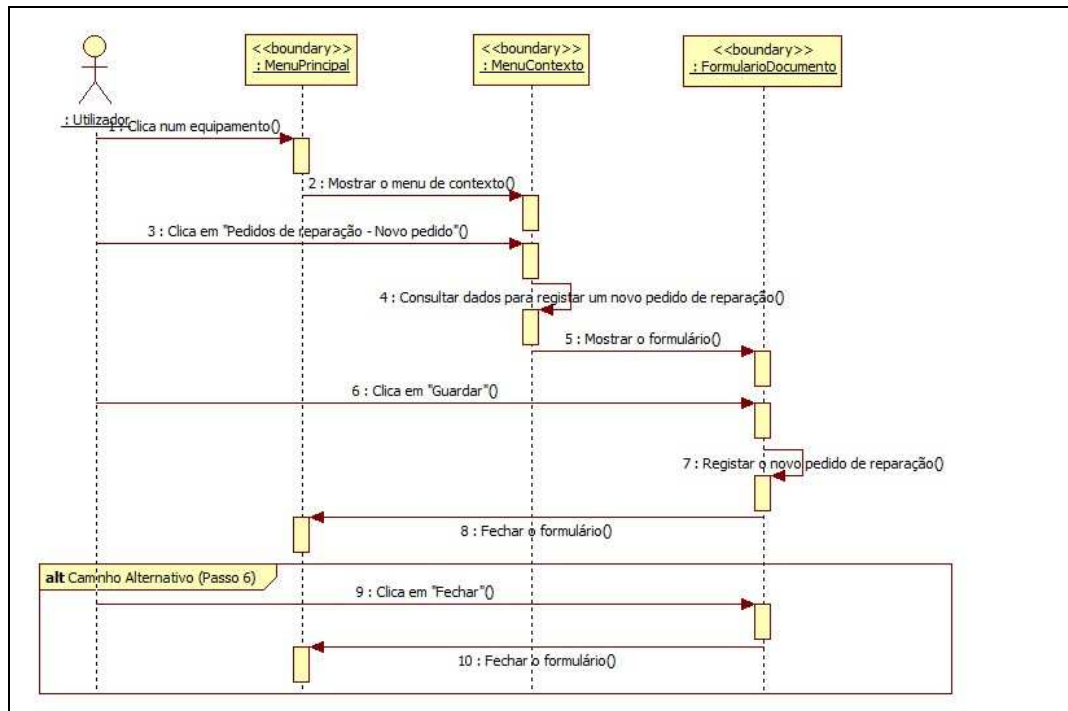 <<boundary>>
: MenuPrincipal
<<boundary>>
: MenuContexto
<<boundary>>
: FormularioDocumento
: Utilizador
1 : Clica num equipamento()
2 : Mostrar o menu de contexto()
3 : Clica em "Pedidos de reparação - Novo pedido"()
4 : Consultar dados para registar um novo pedido de reparação()
5 : Mostrar o formulário()
6 : Clica em "Guardar"()
7 : Registar o novo pedido de reparação()
8 : Fechar o formulário()
alt Caminho Alternativo (Passo 6)
9 : Clica em "Fechar"()
10 : Fechar o formulário()